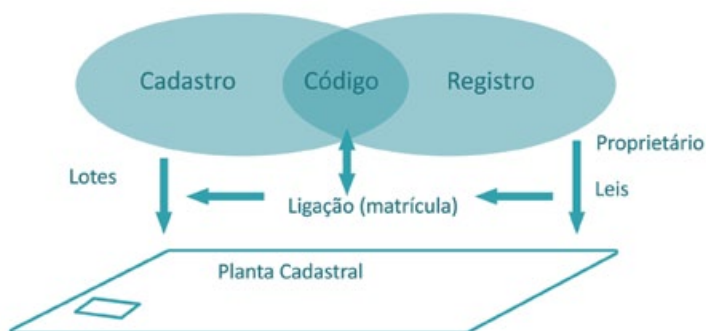 Cadastro
Código
Registro
Proprietário
Lotes
Leis
Ligação (matrícula)
Planta Cadastral